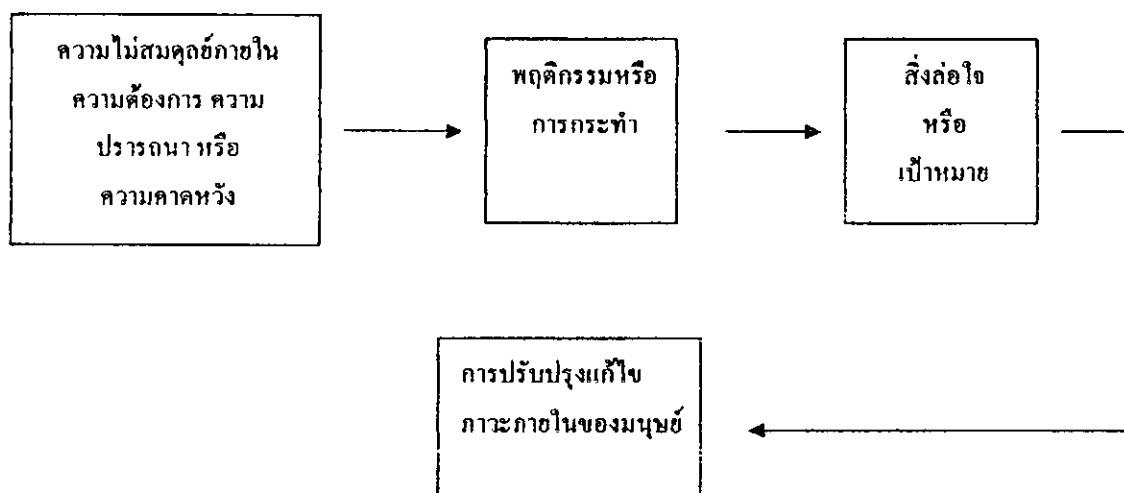 ความไม่สมดุลย์ภายใน
ความต้องการ ความ
ปรารถนา หรือ
ความคาดหวัง
พฤติกรรมหรือ
การกระทำ
สิ่งล่อใจ
หรือ
เป้าหมาย
การปรับปรุงแก้ไข
ภาวะภายในของมนุษย์